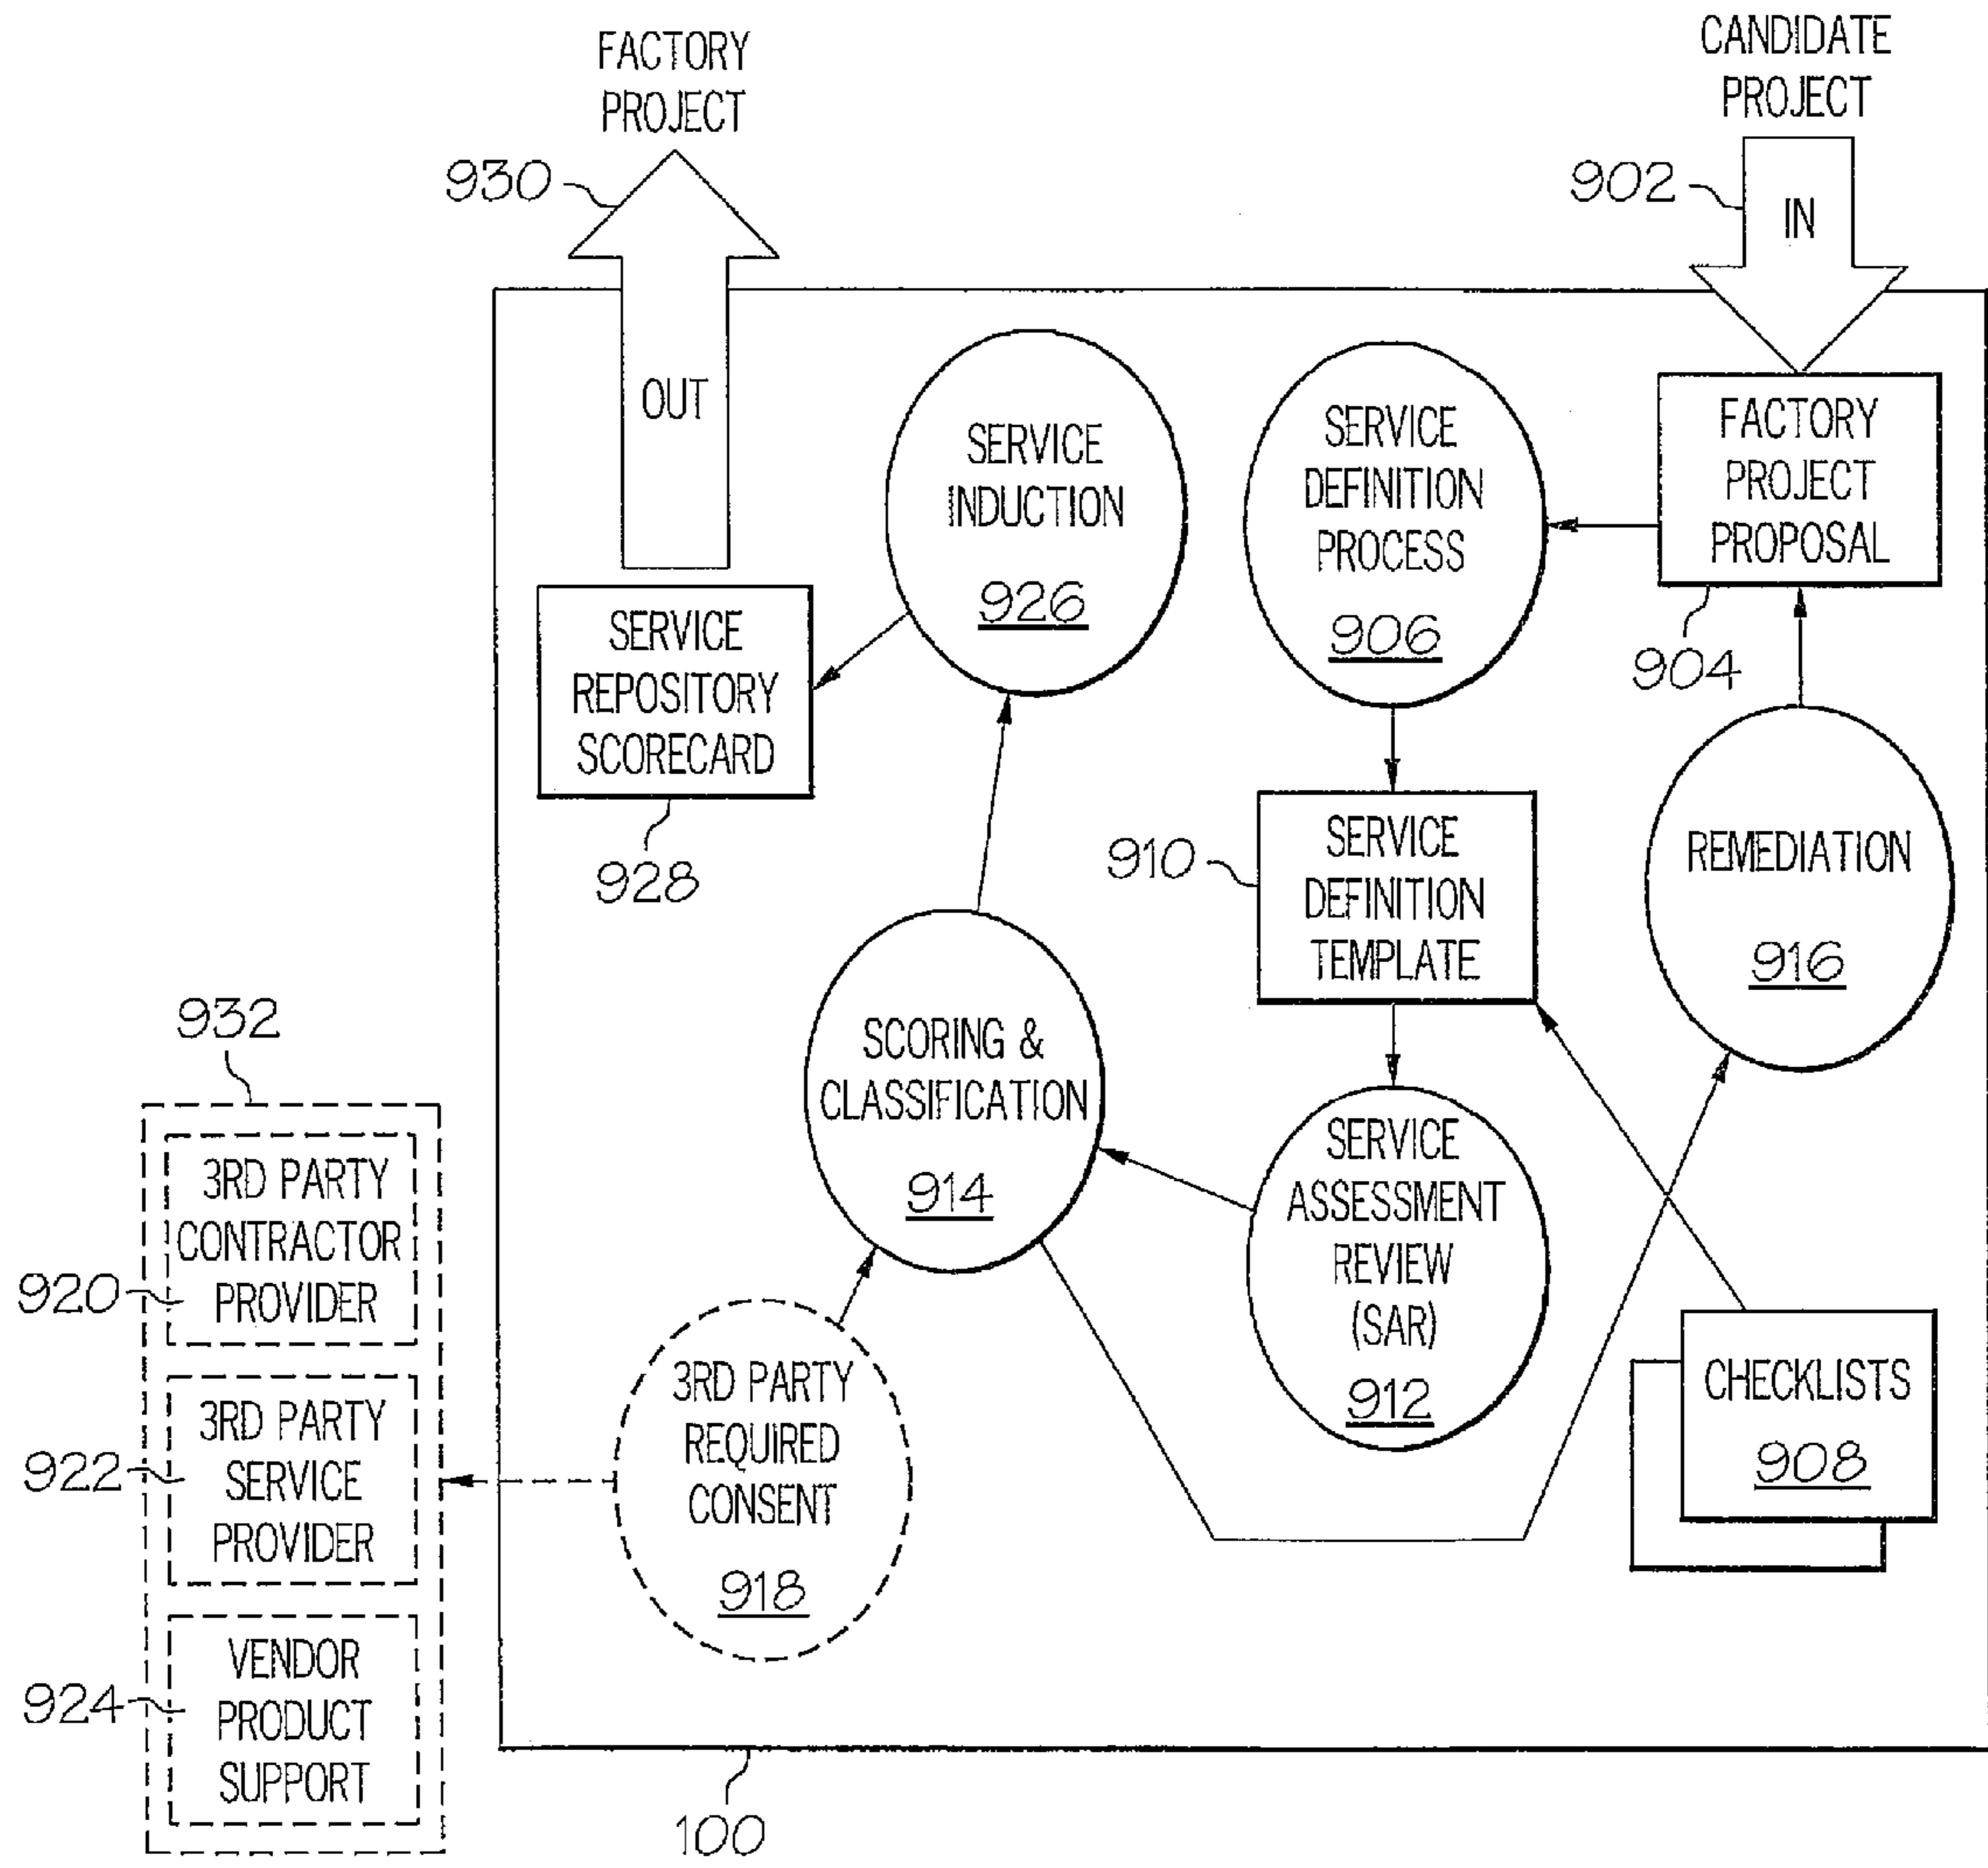 FACTORY
PROJECT
CANDIDATE
PROJECT
930
902
IN
OUT
SERVICE
INDUCTION
926
SERVICE
DEFINITION
PROCESS
906
FACTORY
PROJECT
PROPOSAL
904
SERVICE
REPOSITORY
SCORECARD
928
910
SERVICE
DEFINITION
TEMPLATE
REMEDIATION
916
932
SCORING &
CLASSIFICATION
914
SERVICE
ASSESSMENT
REVIEW
(SAR)
912
3RD PARTY
CONTRACTOR
PROVIDER
920
3RD PARTY
SERVICE
PROVIDER
922
VENDOR
PRODUCT
SUPPORT
924
3RD PARTY
REQUIRED
CONSENT
918
CHECKLISTS
908
100